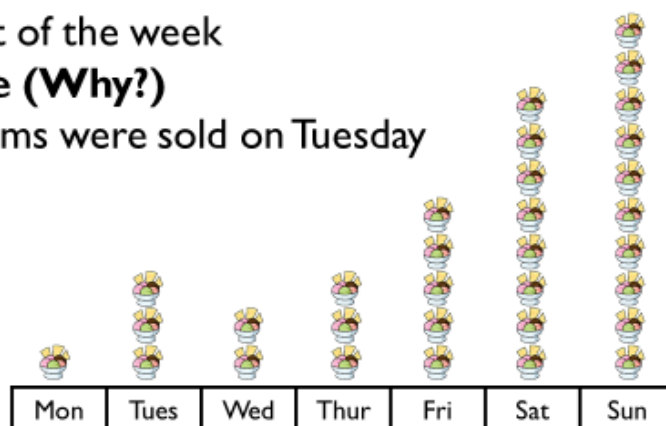 t of the week
e (Why?)
ms were sold on Tuesday
Mon Tues Wed Thur Fri Sat Sun